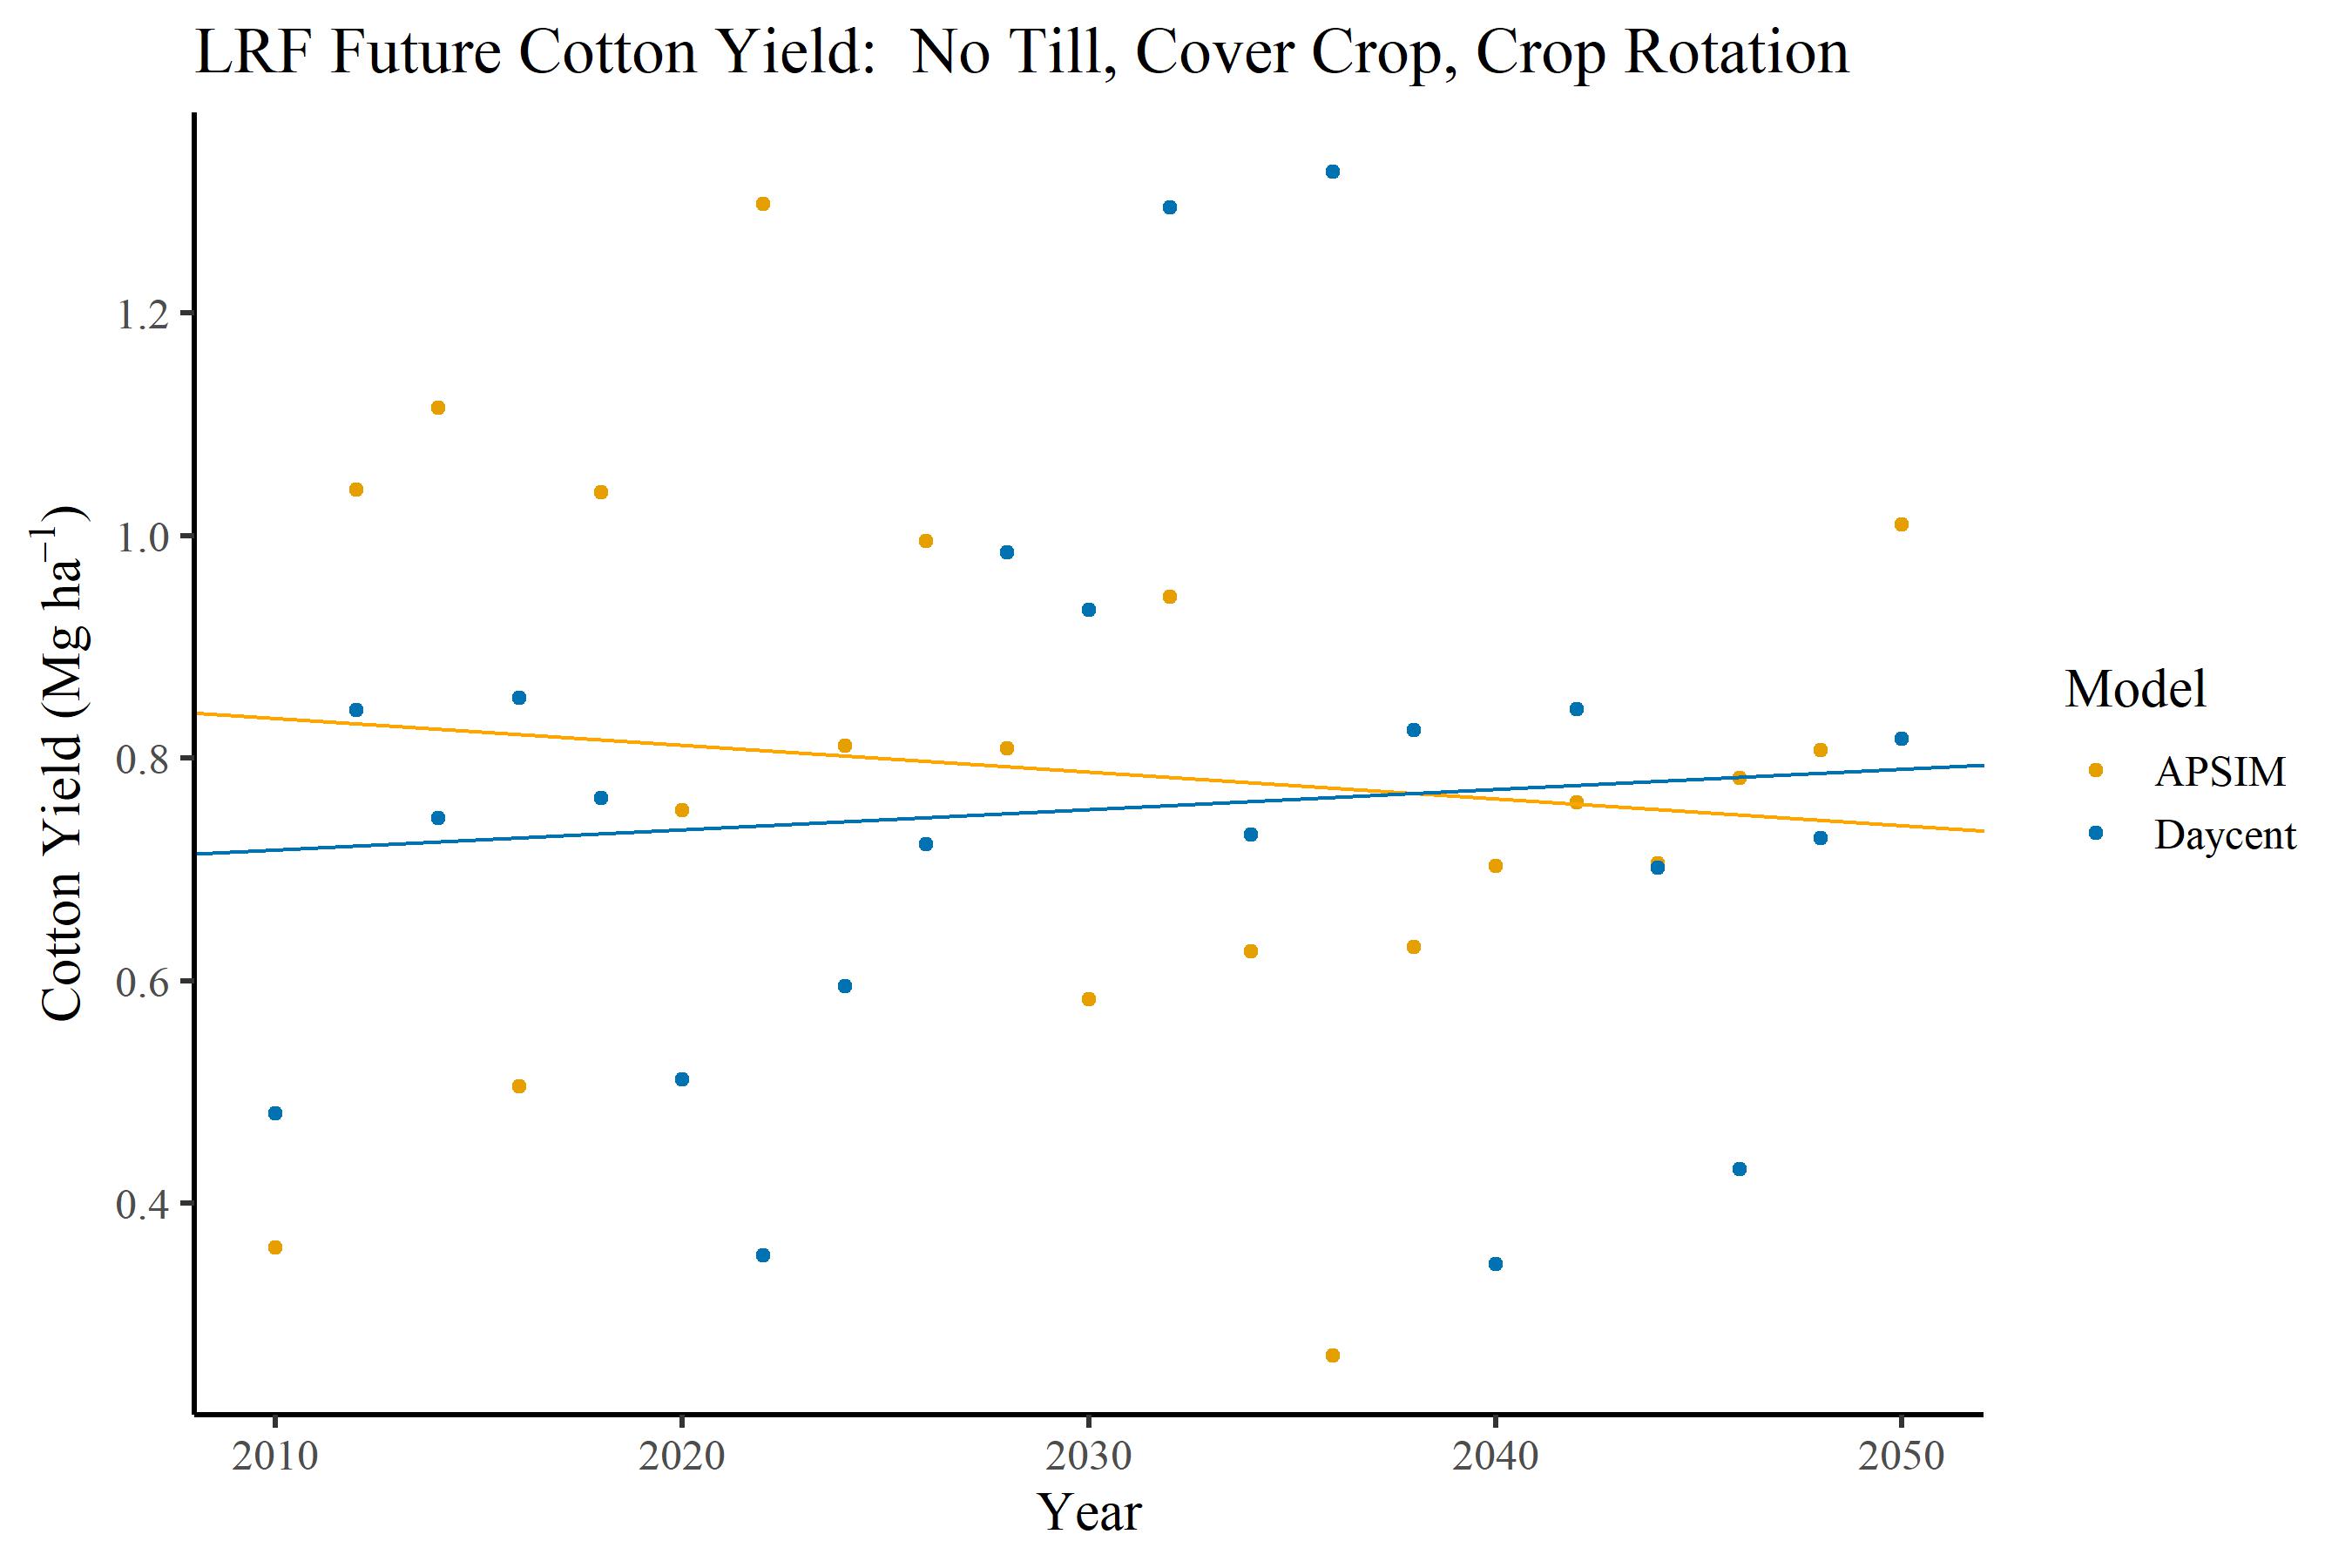 LRF Future Cotton Yield:  No Till, Cover Crop, Crop Rotation
Cotton Yield (Mg ha⁻¹)
1.2
1.0
0.8
0.6
0.4
2010 2020 2030 2040 2050
Year
Model
APSIM
Daycent